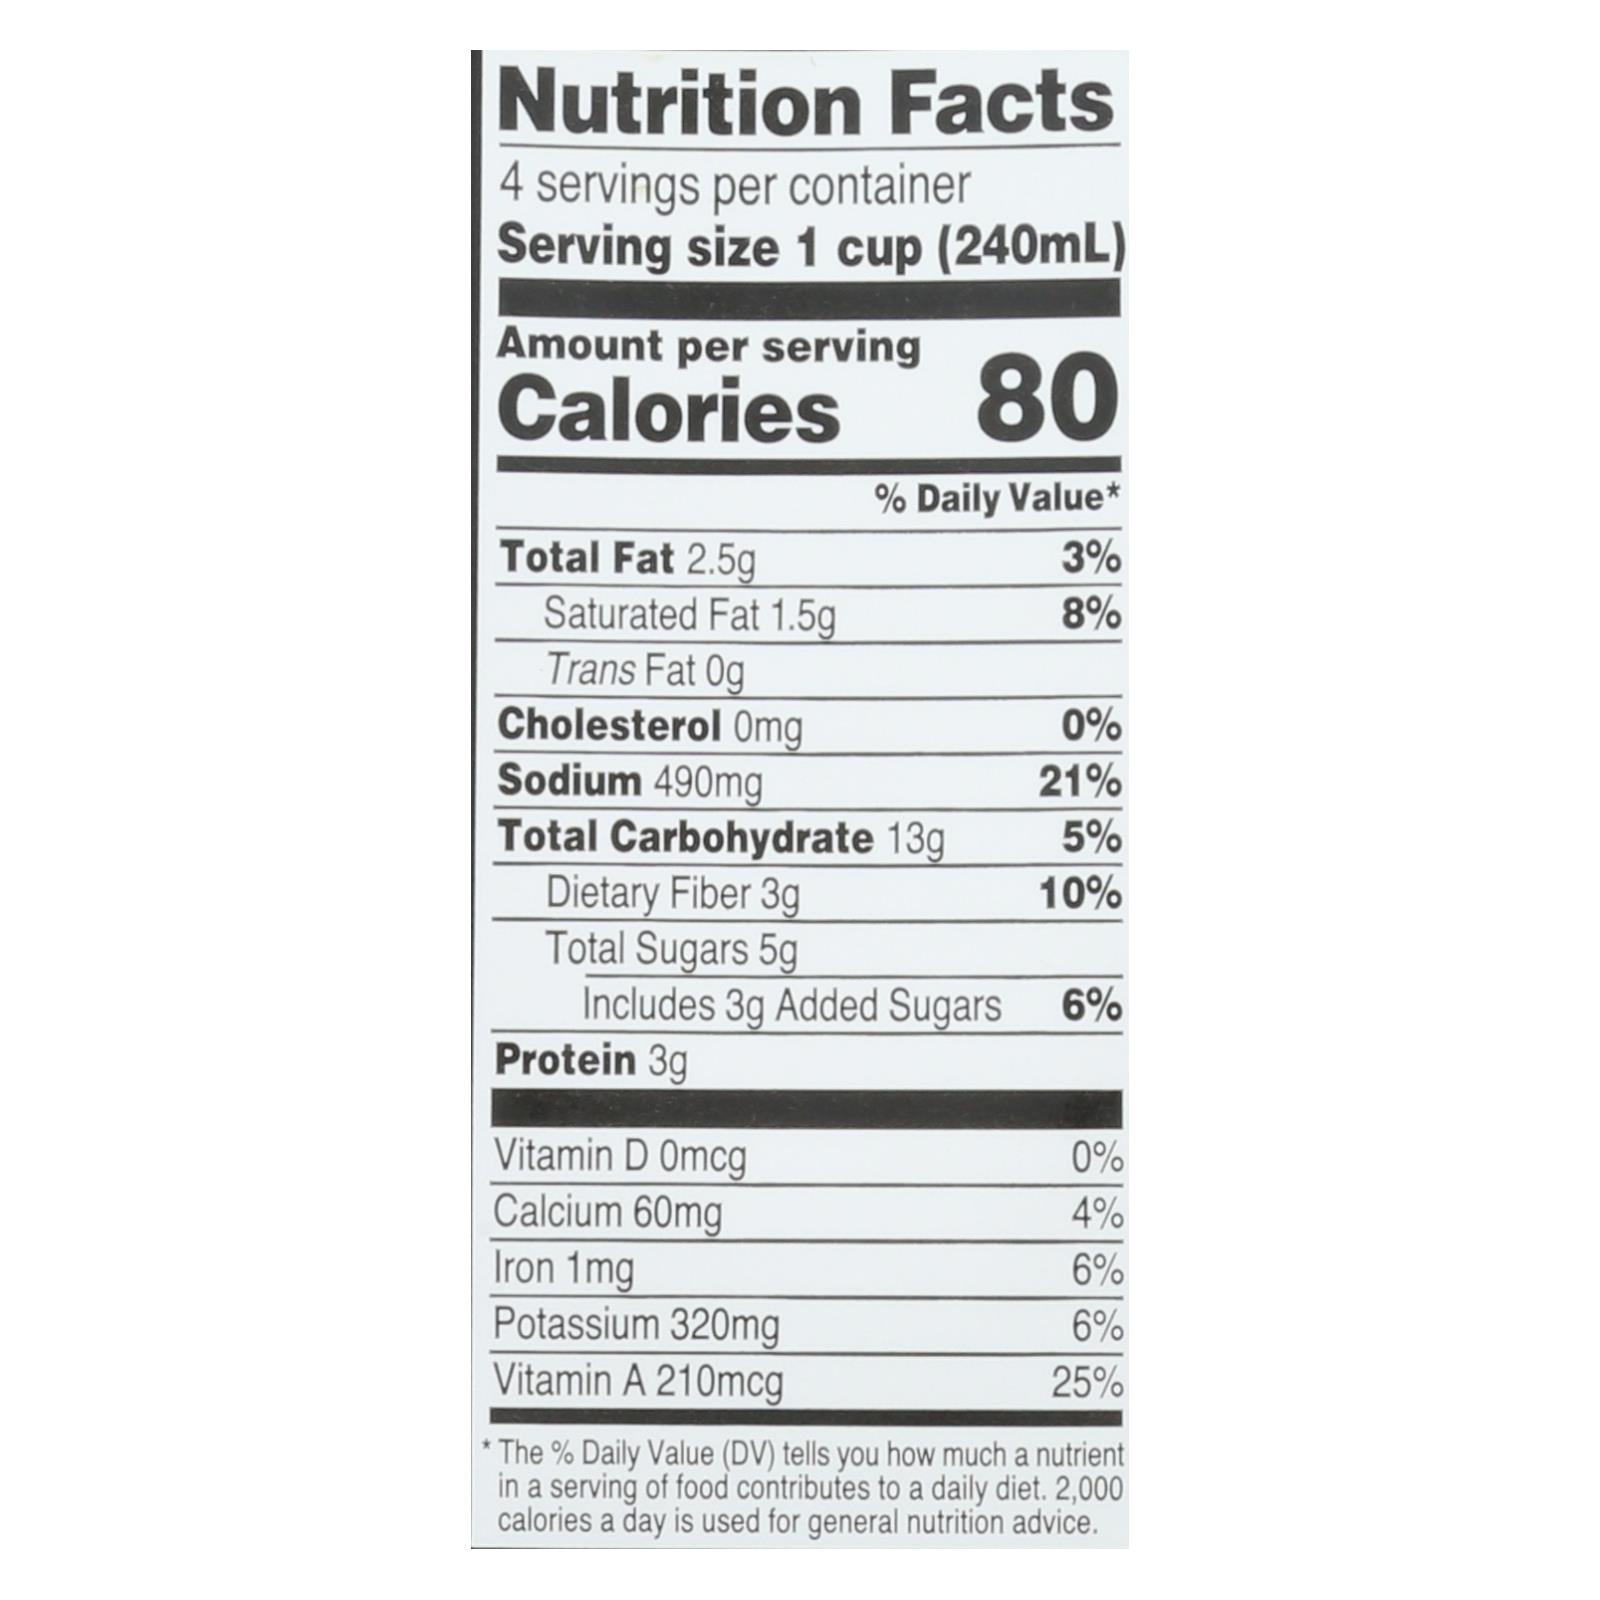 Nutrition Facts
4 servings per container
Serving size 1 cup (240mL)
Amount per serving
Calories 80
% Daily Value*
Total Fat 2.5g 3%
Saturated Fat 1.5g 8%
Trans Fat 0g
Cholesterol 0mg 0%
Sodium 490mg 21%
Total Carbohydrate 13g 5%
Dietary Fiber 3g 10%
Total Sugars 5g
Includes 3g Added Sugars 6%
Protein 3g
Vitamin D 0mcg 0%
Calcium 60mg 4%
Iron 1mg 6%
Potassium 320mg 6%
Vitamin A 210mcg 25%
* The % Daily Value (DV) tells you how much a nutrient
in a serving of food contributes to a daily diet. 2,000
calories a day is used for general nutrition advice.